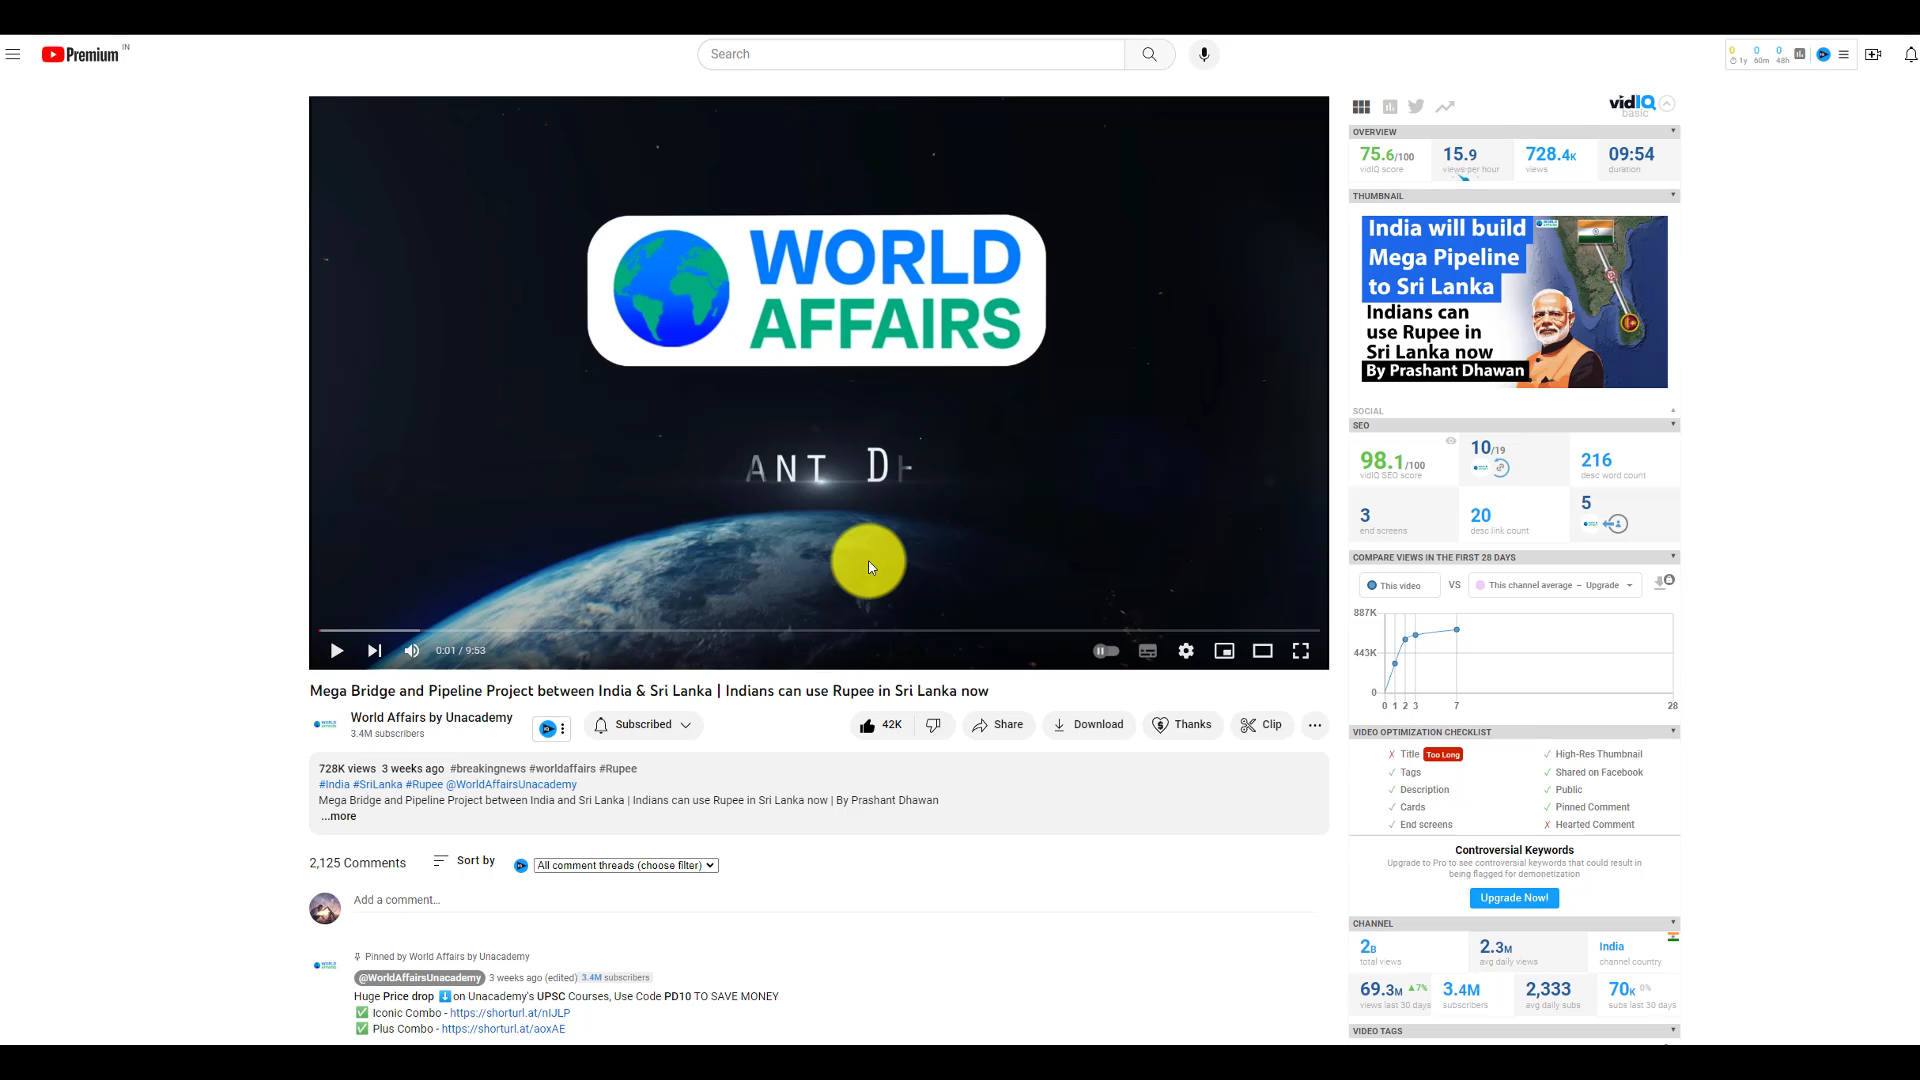 Premium IN
Search
0 0 0
1y 60m 48h
WORLD
AFFAIRS
ANT D
0:01 / 9:53
Mega Bridge and Pipeline Project between India & Sri Lanka | Indians can use Rupee in Sri Lanka now
World Affairs by Unacademy
3.4M subscribers
Subscribed
42K
Share
Download
Thanks
Clip
728K views 3 weeks ago #breakingnews #worldaffairs #Rupee
#India #SriLanka #Rupee @WorldAffairsUnacademy
Mega Bridge and Pipeline Project between India and Sri Lanka | Indians can use Rupee in Sri Lanka now | By Prashant Dhawan
...more
2,125 Comments
Sort by
All comment threads (choose filter)
Add a comment...
Pinned by World Affairs by Unacademy
@WorldAffairsUnacademy 3 weeks ago (edited) 3.4M subscribers
Huge Price drop ⬇️on Unacademy's UPSC Courses, Use Code PD10 TO SAVE MONEY
✅ Iconic Combo - https://shorturl.at/nIJLP
✅ Plus Combo - https://shorturl.at/aoxAE
vidIQ
basic
OVERVIEW
75.6/100
vidIQ score
15.9
views per hour
728.4K
views
09:54
duration
THUMBNAIL
India will build
Mega Pipeline
to Sri Lanka
Indians can
use Rupee in
Sri Lanka now
By Prashant Dhawan
SOCIAL
SEO
98.1/100
vidIQ SEO score
10/19
216
desc word count
3
end screens
20
desc link count
5
COMPARE VIEWS IN THE FIRST 28 DAYS
This video
VS
This channel average – Upgrade
887K
443K
0
0 1 2 3 7 28
VIDEO OPTIMIZATION CHECKLIST
✗ Title Too Long
✓ High-Res Thumbnail
✓ Tags
✓ Shared on Facebook
✓ Description
✓ Public
✓ Cards
✓ Pinned Comment
✓ End screens
✗ Hearted Comment
Controversial Keywords
Upgrade to Pro to see controversial keywords that could result in
being flagged for demonetization
Upgrade Now!
CHANNEL
2B
total views
2.3M
avg daily views
India
channel country
69.3M ▲7%
views last 30 days
3.4M
subscribers
2,333
avg daily subs
70K 0%
subs last 30 days
VIDEO TAGS